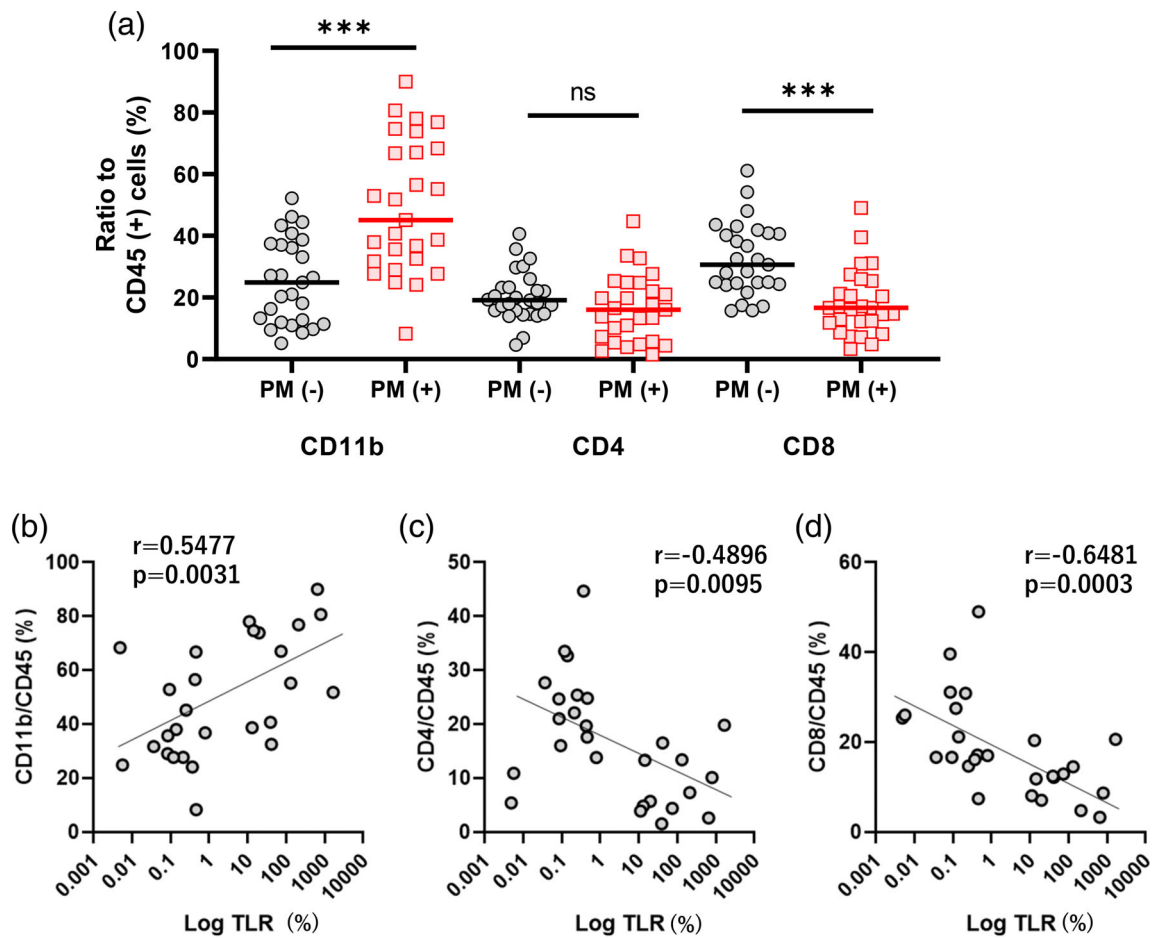 (a)
***
ns
***
Ratio to
CD45 (+) cells (%)
100
80
60
40
20
0
PM (-) PM (+) PM (-) PM (+) PM (-) PM (+)
CD11b CD4 CD8
(b)
r=0.5477
p=0.0031
CD11b/CD45 (%)
100
80
60
40
20
0
0.001 0.01 0.1 1 10 100 1000 10000
Log TLR (%)
(c)
r=-0.4896
p=0.0095
CD4/CD45 (%)
50
40
30
20
10
0
0.001 0.01 0.1 1 10 100 1000 10000
Log TLR (%)
(d)
r=-0.6481
p=0.0003
CD8/CD45 (%)
60
40
20
0
0.001 0.01 0.1 1 10 100 1000 10000
Log TLR (%)